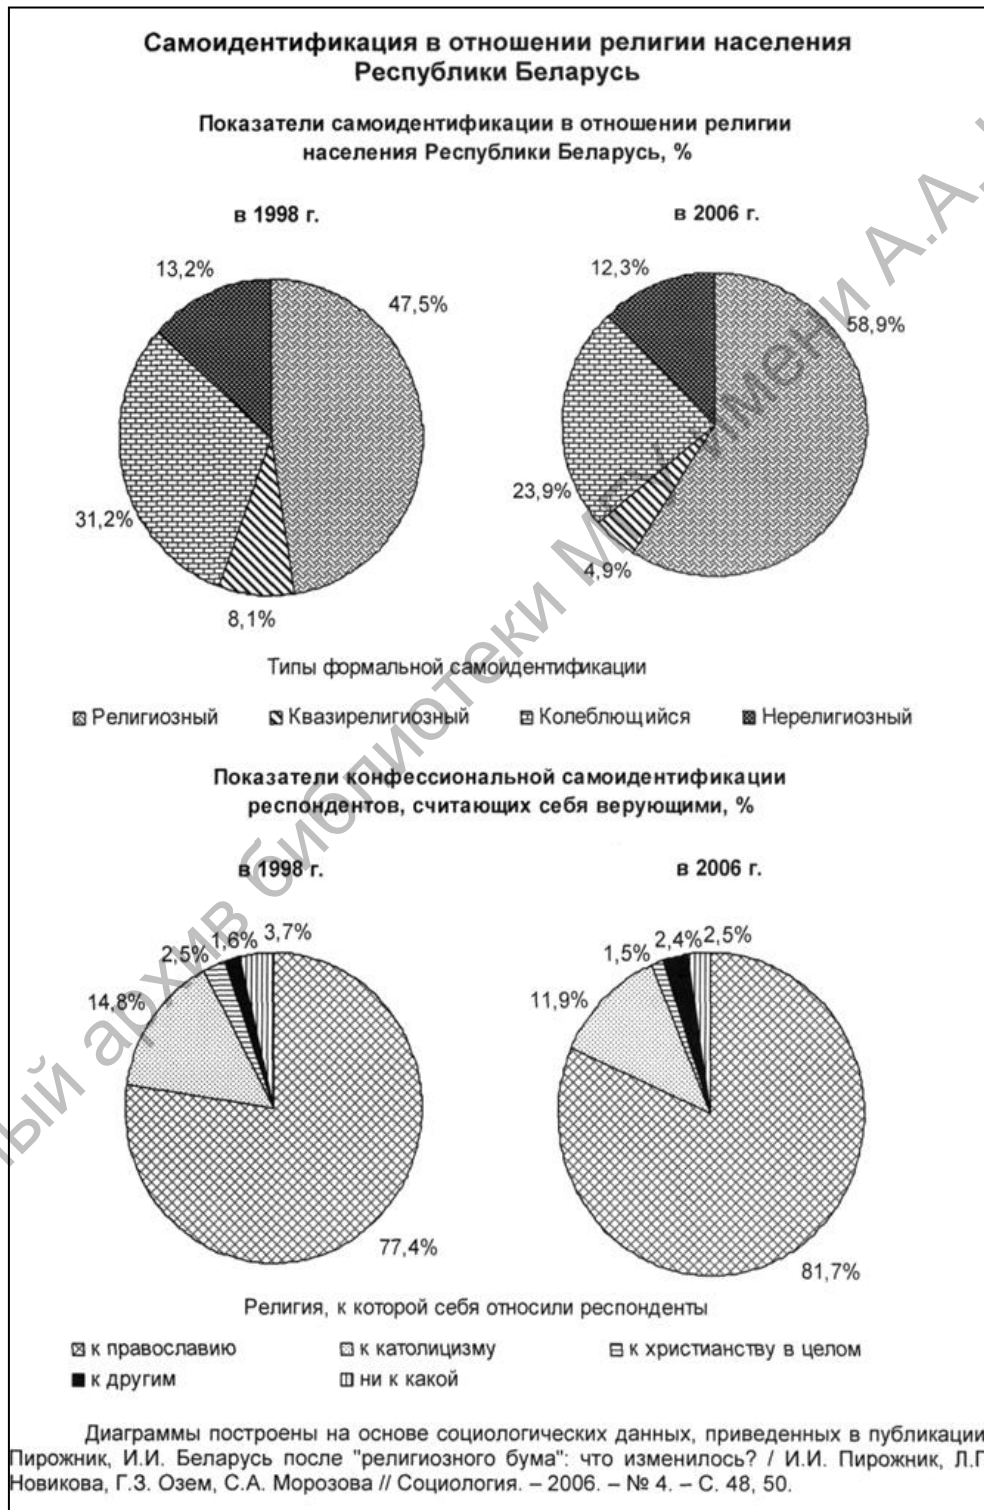 Самоидентификация в отношении религии населения
Республики Беларусь
Показатели самоидентификации в отношении религии
населения Республики Беларусь, %
в 1998 г.
в 2006 г.
13,2%
47,5%
31,2%
8,1%
12,3%
58,9%
23,9%
4,9%
Типы формальной самоидентификации
Религиозный
Квазирелигиозный
Колеблющийся
Нерелигиозный
Показатели конфессиональной самоидентификации
респондентов, считающих себя верующими, %
в 1998 г.
в 2006 г.
2,5%
1,6%
3,7%
14,8%
77,4%
1,5%
2,4%
2,5%
11,9%
81,7%
Религия, к которой себя относили респонденты
к православию
к католицизму
к христианству в целом
к другим
ни к какой
Диаграммы построены на основе социологических данных, приведенных в публикации
Пирожник, И.И. Беларусь после "религиозного бума": что изменилось? / И.И. Пирожник, Л.Г
Новикова, Г.З. Озем, С.А. Морозова // Социология. – 2006. – № 4. – С. 48, 50.
архив библиотеки имени А.А.